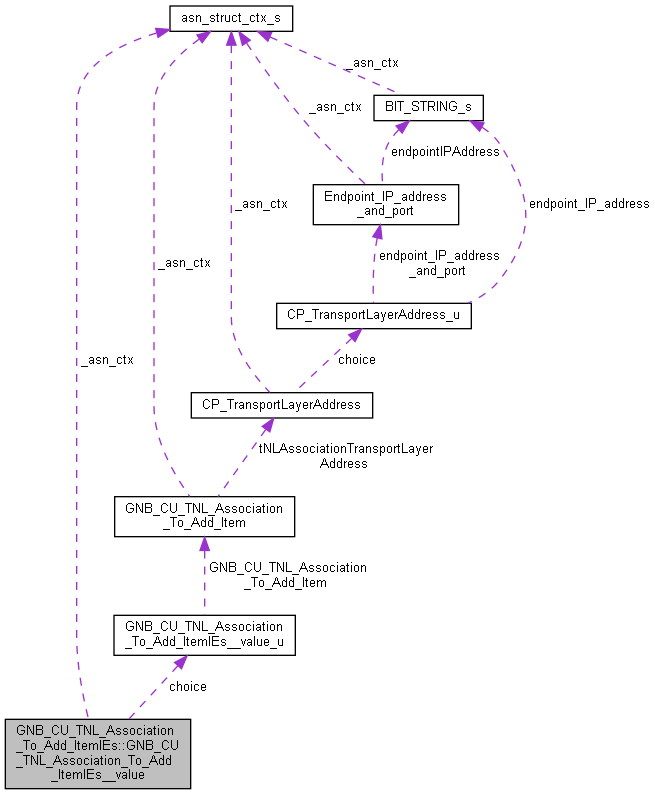 asn_struct_ctx_s
_asn_ctx
BIT_STRING_s
_asn_ctx
endpointIPAddress
Endpoint_IP_address
_and_port
_asn_ctx
endpoint_IP_address
endpoint_IP_address
_and_port
_asn_ctx
CP_TransportLayerAddress_u
choice
_asn_ctx
CP_TransportLayerAddress
tNLAssociationTransportLayer
Address
GNB_CU_TNL_Association
_To_Add_Item
GNB_CU_TNL_Association
_To_Add_Item
GNB_CU_TNL_Association
_To_Add_ItemIEs__value_u
choice
GNB_CU_TNL_Association
_To_Add_ItemIEs::GNB_CU
_TNL_Association_To_Add
_ItemIEs__value